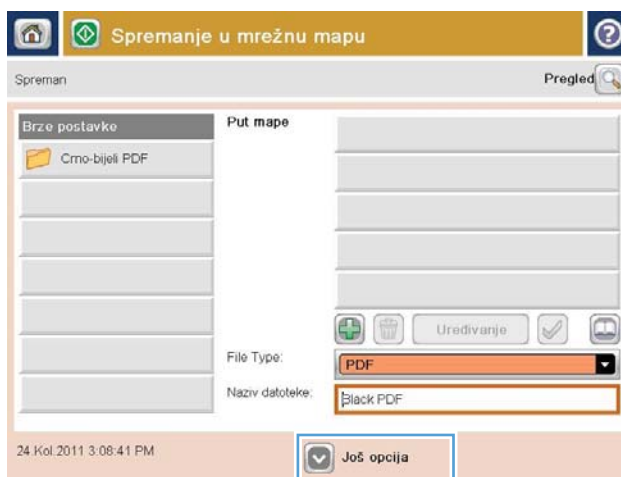 Spremanje u mrežnu mapu
Spreman
Pregled
Brze postavke
Crno-bijeli PDF
Put mape
Uređivanje
File Type:
PDF
Naziv datoteke:
Black PDF
24 Kol 2011 3:08:41 PM
Još opcija